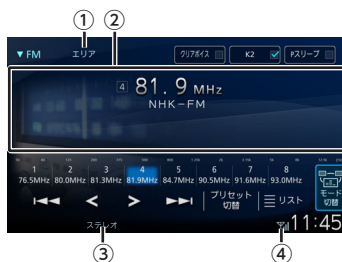 ① ②
▼FM エリア クリアボイス K2 Pスリープ
4 81.9 MHz
NHK-FM
1 2 3 4 5 6 7 8
76.5MHz 80.0MHz 81.3MHz 81.9MHz 84.7MHz 90.5MHz 91.6MHz 93.0MHz
プリセット切替 リスト モード切替
ステレオ 11:45
③ ④